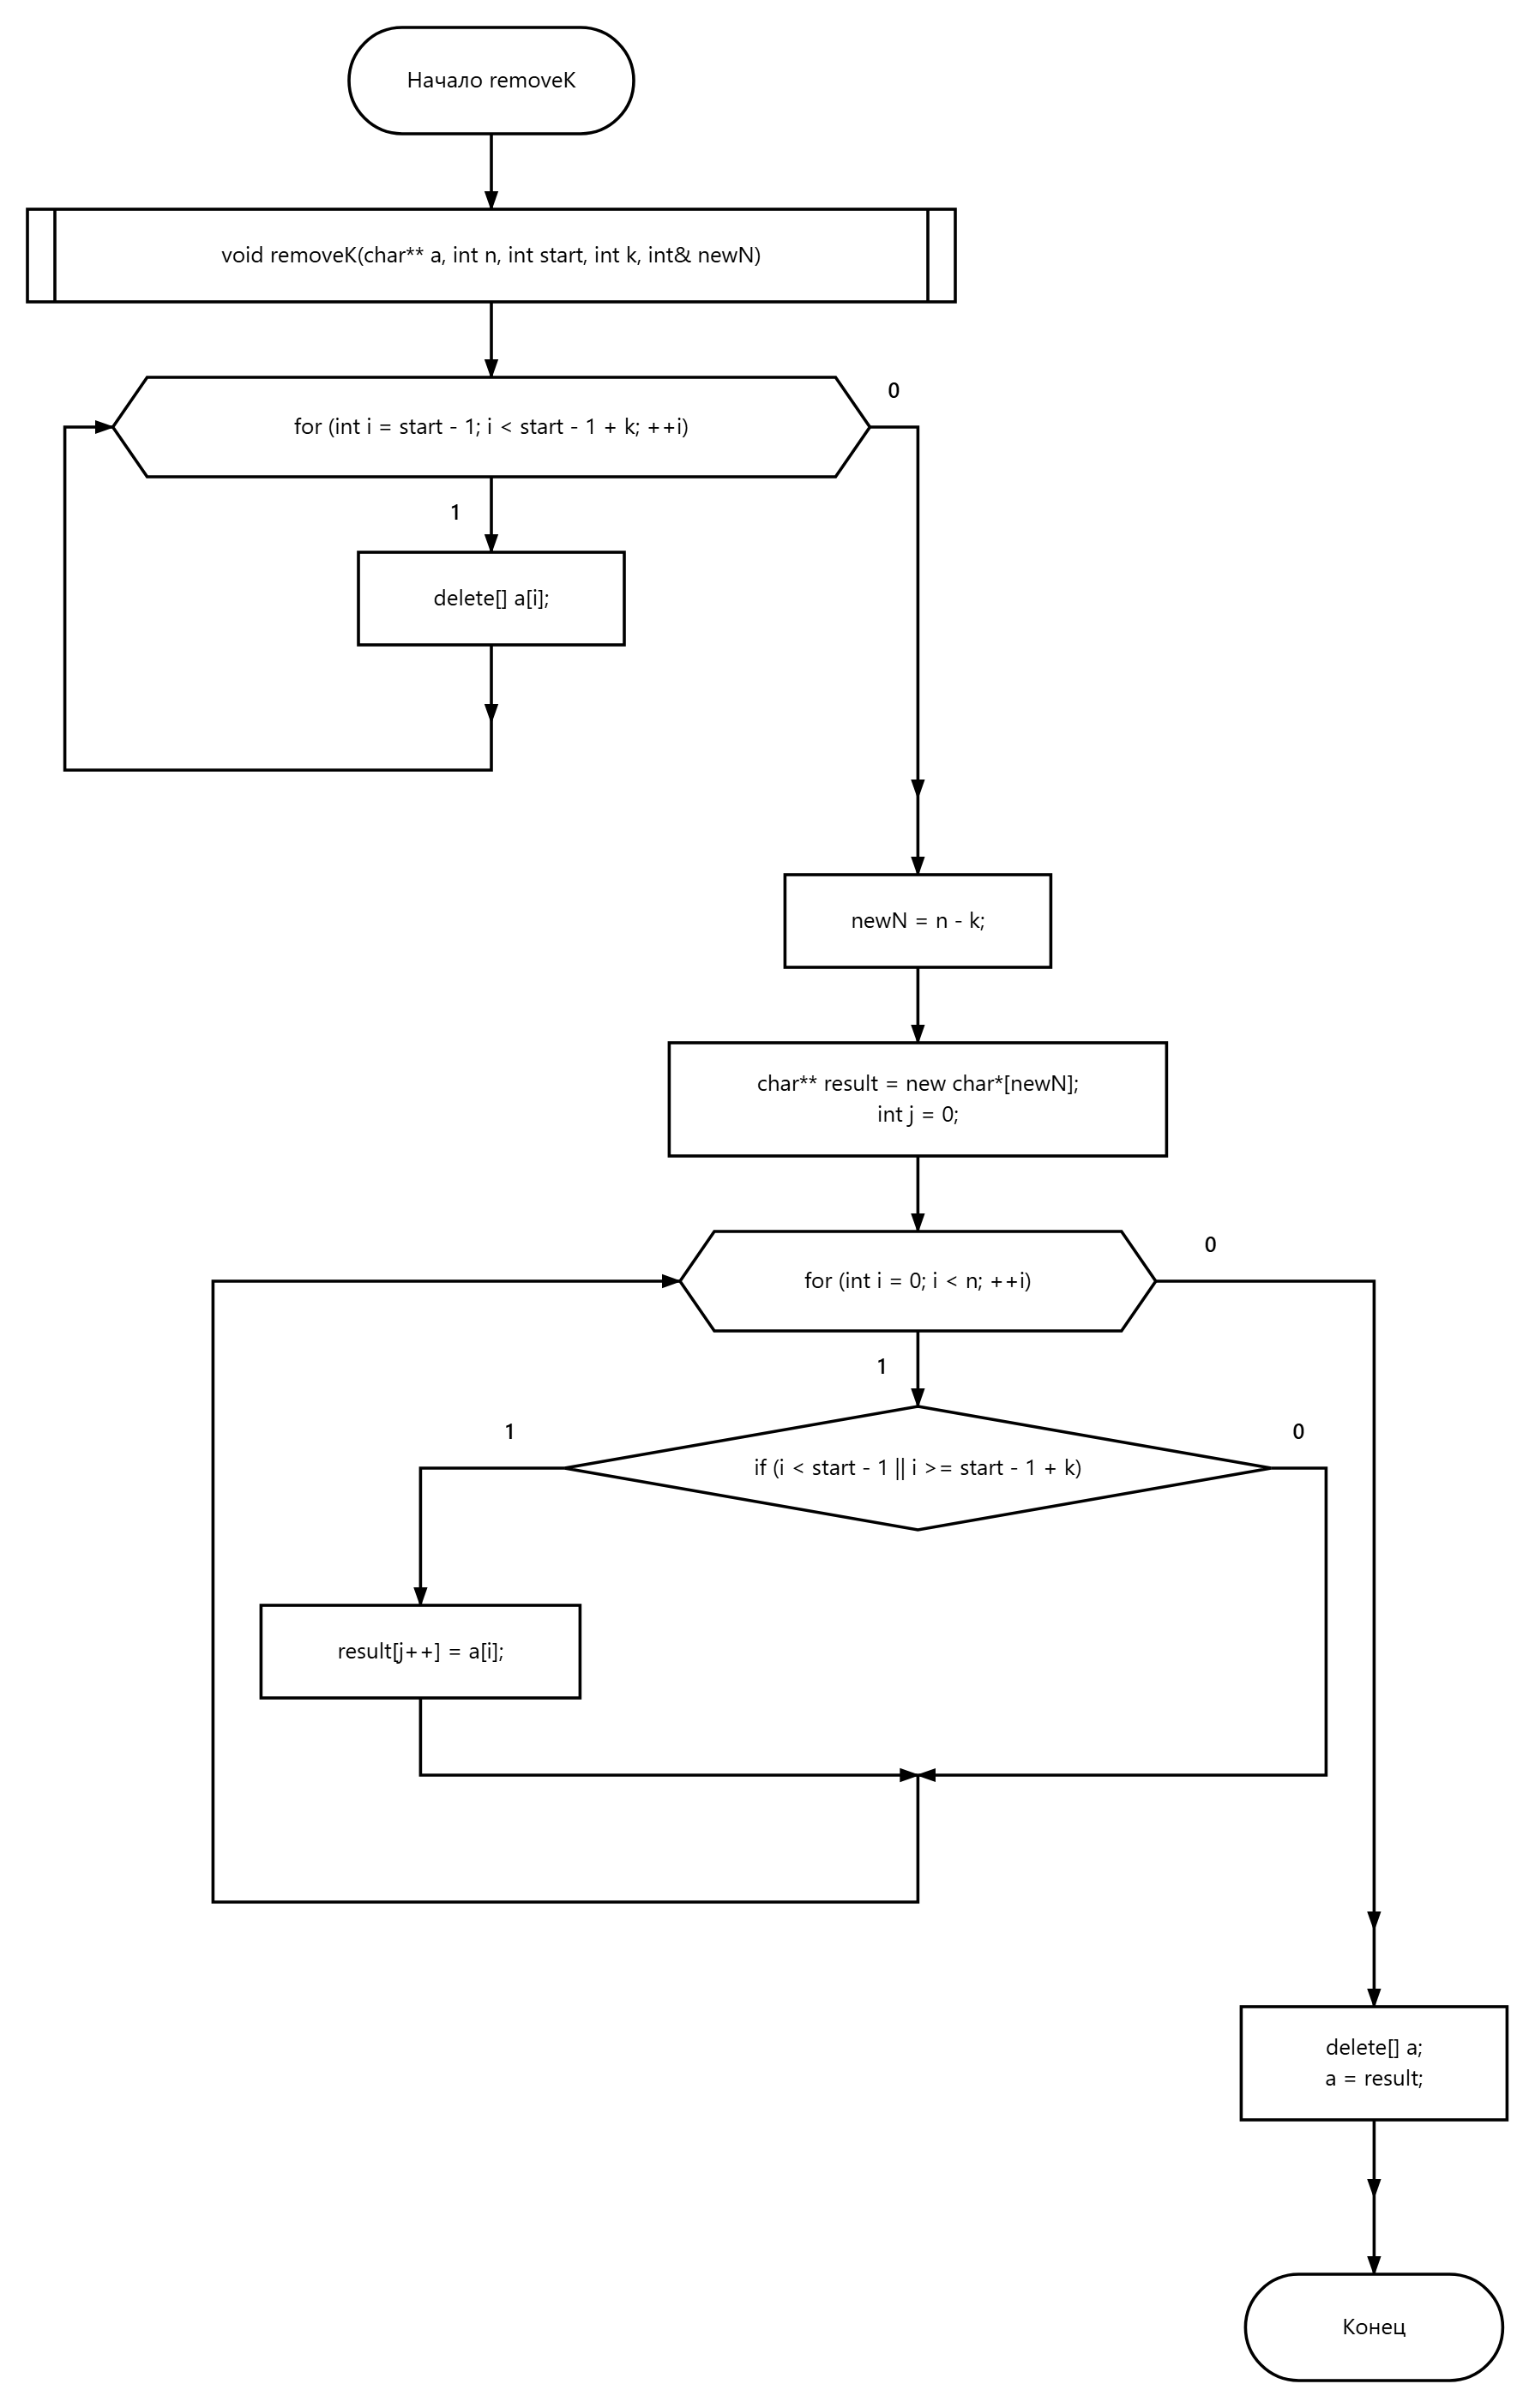 Начало removeK
void removeK(char** a, int n, int start, int k, int& newN)
for (int i = start - 1; i < start - 1 + k; ++i)
0
1
delete[] a[i];
newN = n - k;
char** result = new char*[newN];
int j = 0;
for (int i = 0; i < n; ++i)
0
1
if (i < start - 1 || i >= start - 1 + k)
1
0
result[j++] = a[i];
delete[] a;
a = result;
Конец